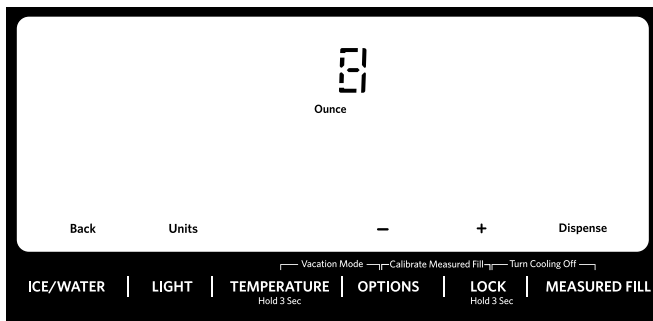 8
Ounce
Back Units – + Dispense
Vacation Mode Calibrate Measured Fill Turn Cooling Off
ICE/WATER LIGHT TEMPERATURE OPTIONS LOCK MEASURED FILL
Hold 3 Sec Hold 3 Sec